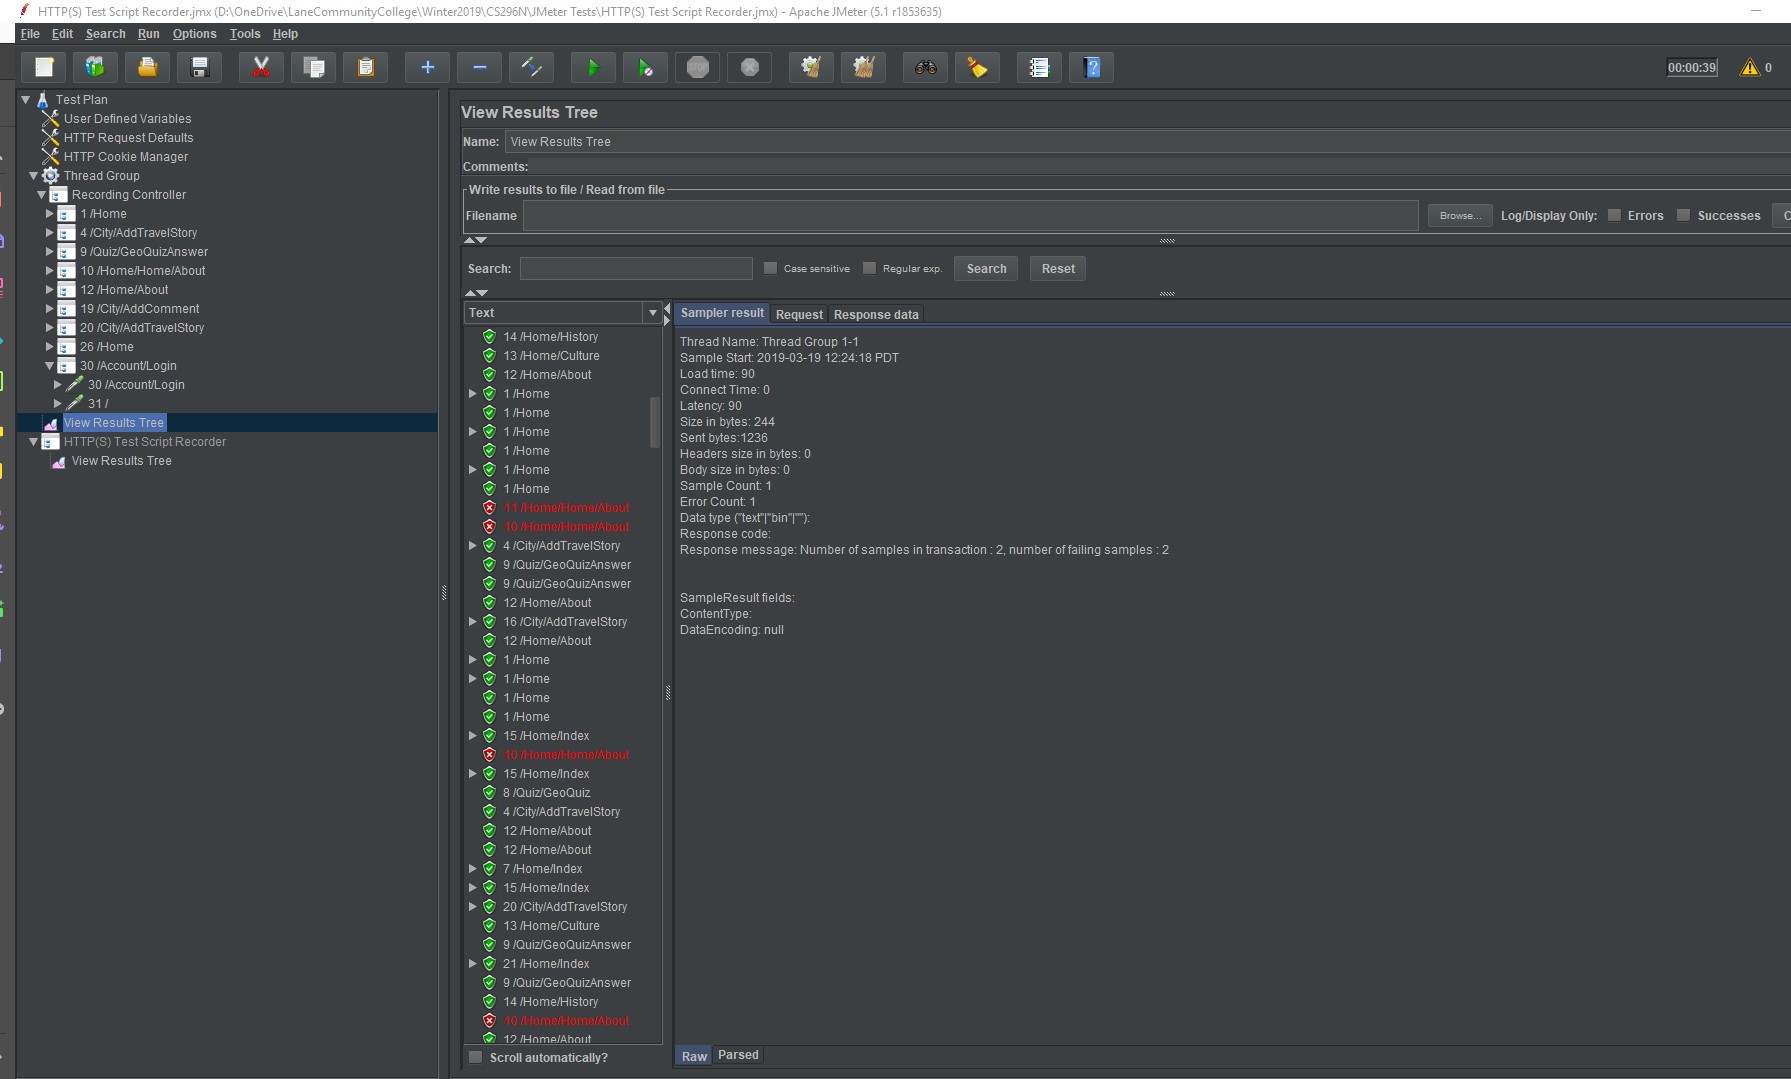 HTTP(S) Test Script Recorder.jmx (D:\OneDrive\LaneCommunityCollege\Winter2019\CS296N\JMeter Tests\HTTP(S) Test Script Recorder.jmx) - Apache JMeter (5.1 r1853635)
File Edit Search Run Options Tools Help
STOP
00:00:39 0
Test Plan
User Defined Variables
HTTP Request Defaults
HTTP Cookie Manager
Thread Group
Recording Controller
1 /Home
4 /City/AddTravelStory
9 /Quiz/GeoQuizAnswer
10 /Home/Home/About
12 /Home/About
19 /City/AddComment
20 /City/AddTravelStory
26 /Home
30 /Account/Login
30 /Account/Login
31 /
View Results Tree
HTTP(S) Test Script Recorder
View Results Tree
View Results Tree
Name: View Results Tree
Comments:
Write results to file / Read from file
Filename Browse... Log/Display Only: Errors Successes C
Search: Case sensitive Regular exp. Search Reset
Text
14 /Home/History
13 /Home/Culture
12 /Home/About
1 /Home
1 /Home
1 /Home
1 /Home
1 /Home
1 /Home
11 /Home/Home/About
10 /Home/Home/About
4 /City/AddTravelStory
9 /Quiz/GeoQuizAnswer
9 /Quiz/GeoQuizAnswer
12 /Home/About
16 /City/AddTravelStory
12 /Home/About
1 /Home
1 /Home
1 /Home
1 /Home
15 /Home/Index
10 /Home/Home/About
15 /Home/Index
8 /Quiz/GeoQuiz
4 /City/AddTravelStory
12 /Home/About
12 /Home/About
7 /Home/Index
15 /Home/Index
20 /City/AddTravelStory
13 /Home/Culture
9 /Quiz/GeoQuizAnswer
21 /Home/Index
9 /Quiz/GeoQuizAnswer
14 /Home/History
10 /Home/Home/About
12 /Home/About
Scroll automatically?
Sampler result Request Response data
Thread Name: Thread Group 1-1
Sample Start: 2019-03-19 12:24:18 PDT
Load time: 90
Connect Time: 0
Latency: 90
Size in bytes: 244
Sent bytes:1236
Headers size in bytes: 0
Body size in bytes: 0
Sample Count: 1
Error Count: 1
Data type ("text"|"bin"|""):
Response code:
Response message: Number of samples in transaction : 2, number of failing samples : 2
SampleResult fields:
ContentType:
DataEncoding: null
Raw Parsed